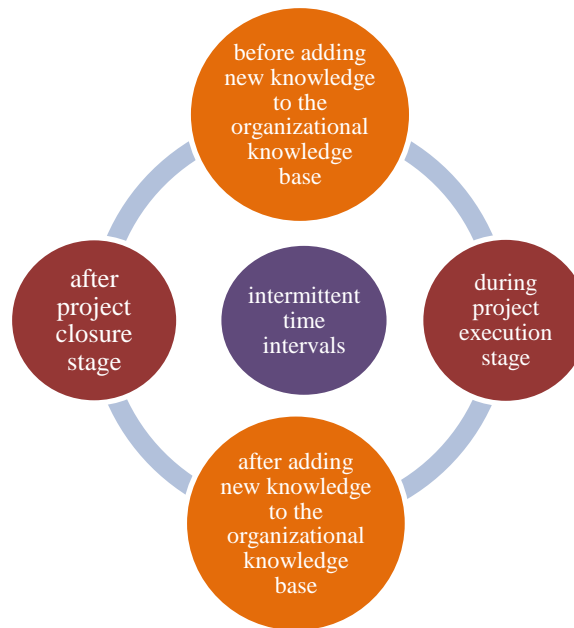 before adding
new knowledge
to the
organizational
knowledge
base
after
project
closure
stage
intermittent
time
intervals
during
project
execution
stage
after adding
new knowledge
to the
organizational
knowledge
base